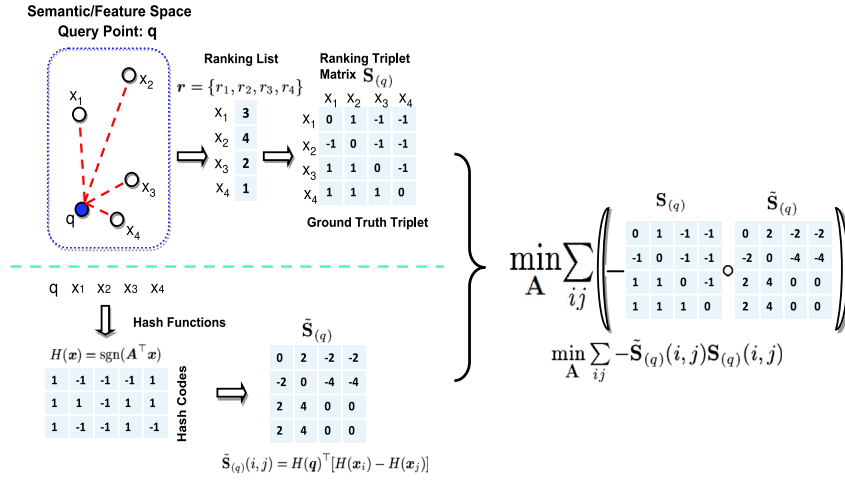 Semantic/Feature Space
Query Point: q
X2
X1
X3
q
X4
Ranking List
r = {r1, r2, r3, r4}
X1 3
X2 4
X3 2
X4 1
Ranking Triplet
Matrix S(q)
X1 X2 X3 X4
X1 0 1 -1 -1
X2 -1 0 -1 -1
X3 1 1 0 -1
X4 1 1 1 0
Ground Truth Triplet
q X1 X2 X3 X4
Hash Functions
H(x) = sgn(A⊤x)
1 -1 -1 -1 1
1 1 -1 1 1
1 -1 -1 1 -1
Hash Codes
S̃(q)
0 2 -2 -2
-2 0 -4 -4
2 4 0 0
2 4 0 0
S̃(q)(i, j) = H(q)⊤[H(xi) − H(xj)]
S(q) S̃(q)
min A ∑ ij ( − ∘ )
0 1 -1 -1 0 2 -2 -2
-1 0 -1 -1 -2 0 -4 -4
1 1 0 -1 2 4 0 0
1 1 1 0 2 4 0 0
min A ∑ ij −S̃(q)(i, j)S(q)(i, j)